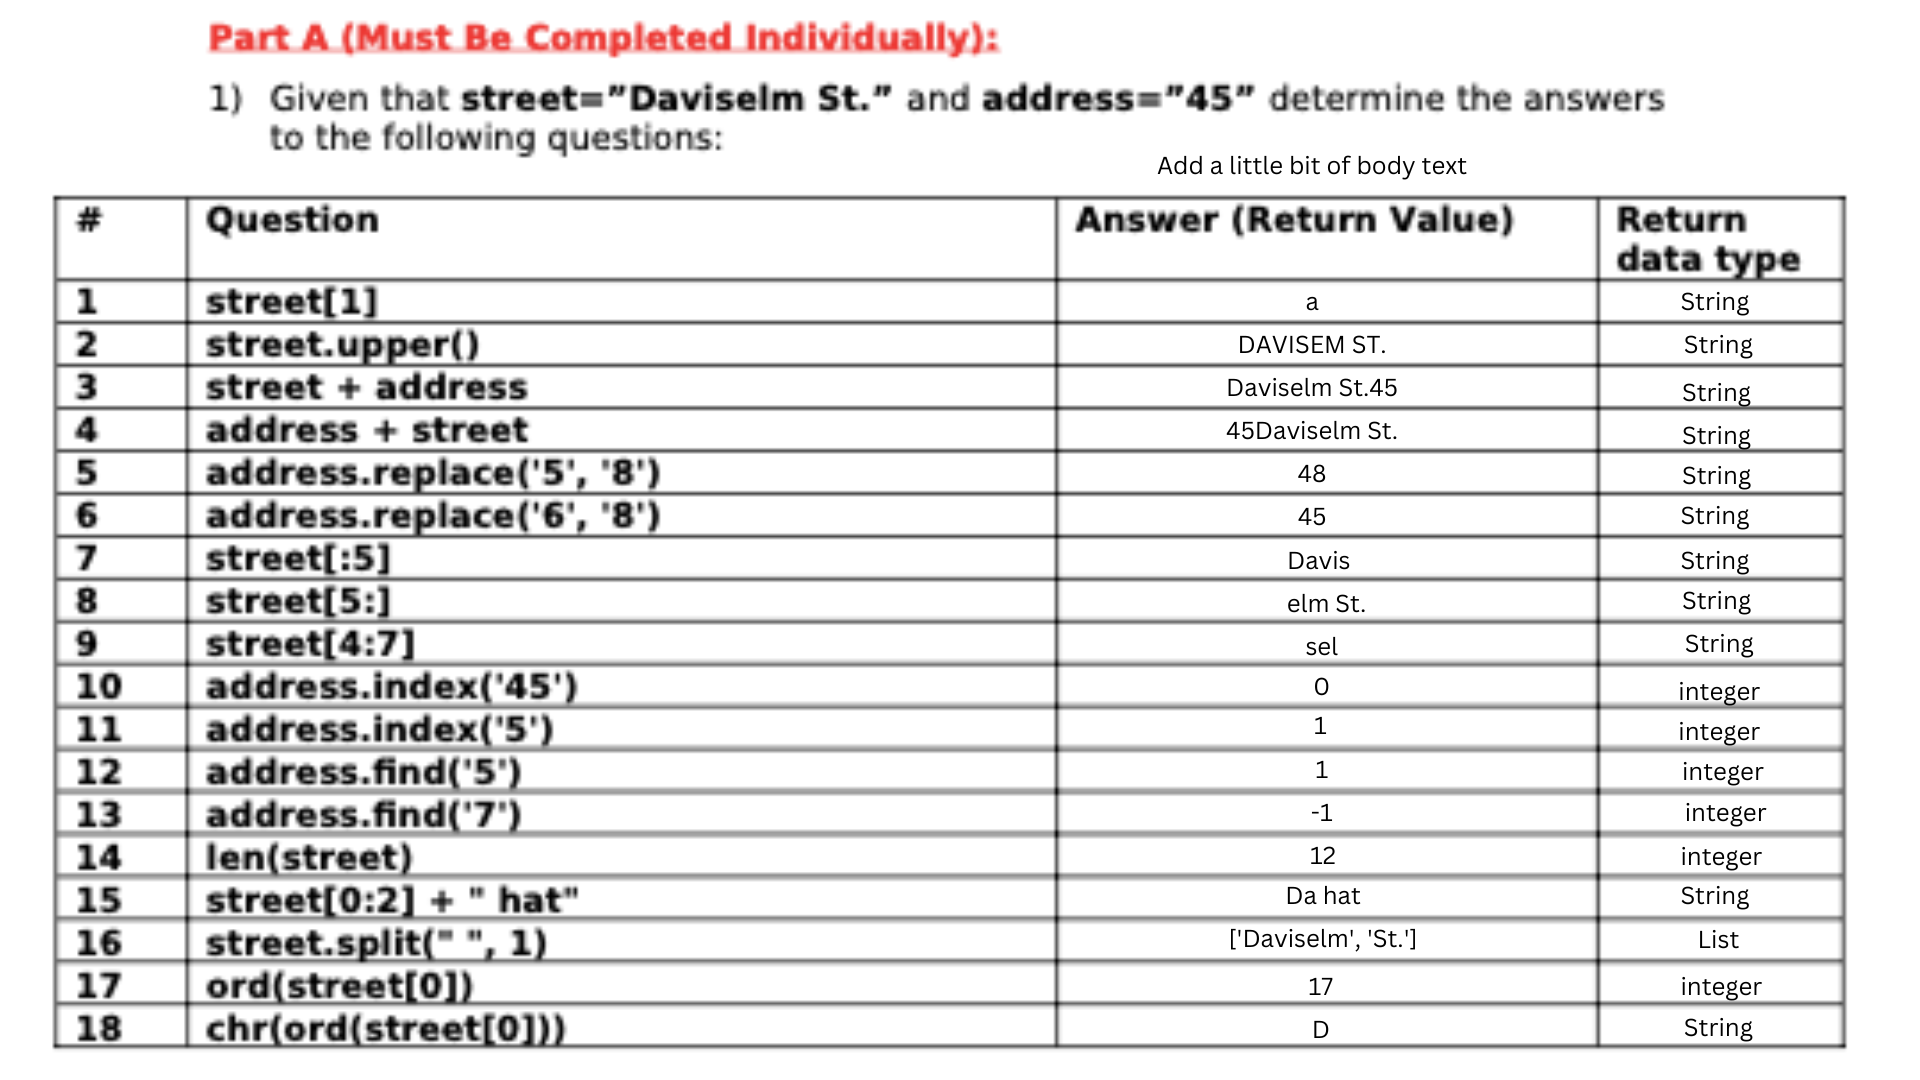 Part A (Must Be Completed Individually):
1) Given that street=”Daviselm St.” and address=”45” determine the answers
to the following questions:
Add a little bit of body text
# Question Answer (Return Value) Return
data type
1 street[1] a String
2 street.upper() DAVISEM ST. String
3 street + address Daviselm St.45 String
4 address + street 45Daviselm St. String
5 address.replace('5', '8') 48 String
6 address.replace('6', '8') 45 String
7 street[:5] Davis String
8 street[5:] elm St. String
9 street[4:7] sel String
10 address.index('45') 0 integer
11 address.index('5') 1 integer
12 address.find('5') 1 integer
13 address.find('7') -1 integer
14 len(street) 12 integer
15 street[0:2] + " hat" Da hat String
16 street.split(" ", 1) ['Daviselm', 'St.'] List
17 ord(street[0]) 17 integer
18 chr(ord(street[0])) D String